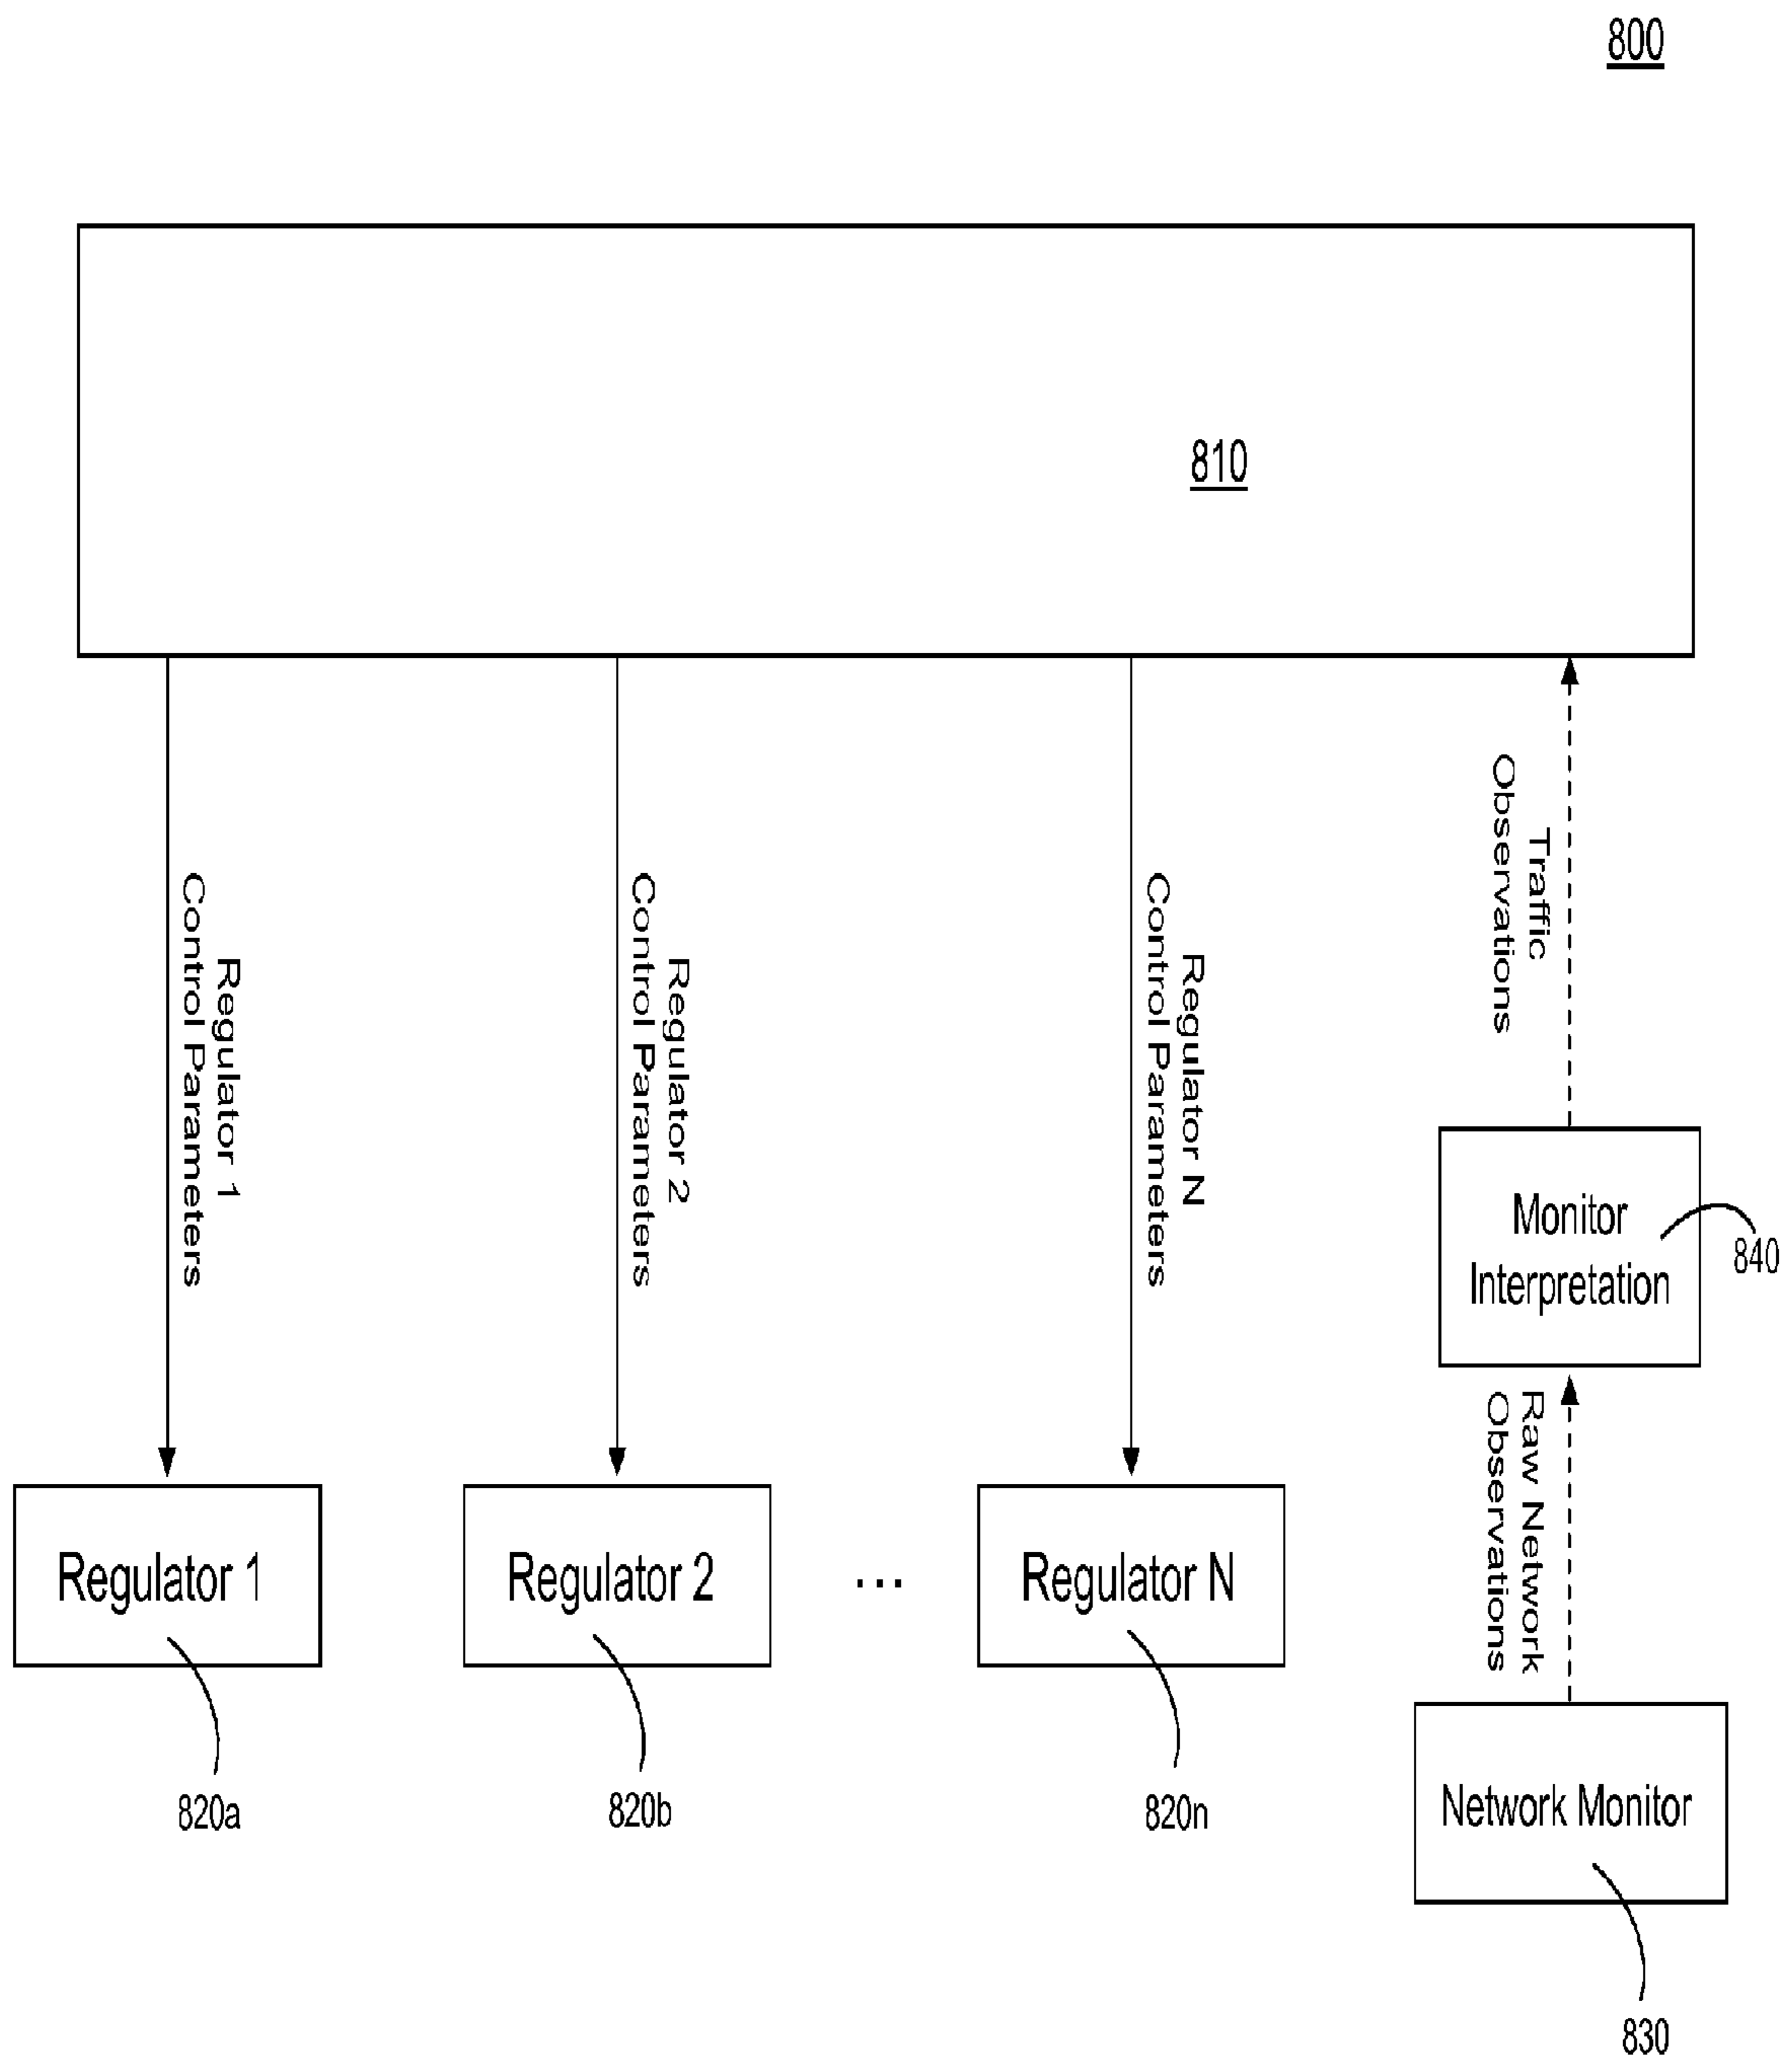 800
810
Regulator 1
Control Parameters
Regulator 2
Control Parameters
Regulator N
Control Parameters
Traffic
Observations
Monitor
Interpretation
840
Raw Network
Observations
Regulator 1
Regulator 2
...
Regulator N
820a
820b
820n
Network Monitor
830